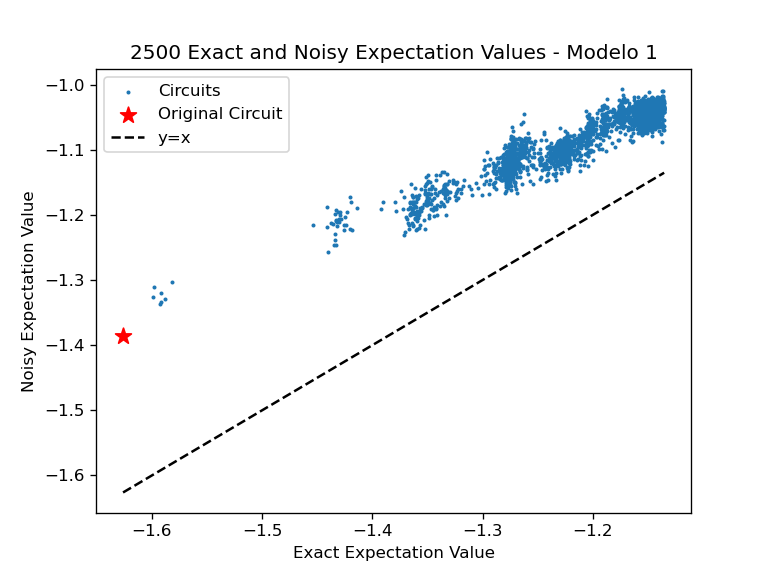 2500 Exact and Noisy Expectation Values - Modelo 1
Circuits
Original Circuit
y=x
Noisy Expectation Value
−1.0
−1.1
−1.2
−1.3
−1.4
−1.5
−1.6
−1.6 −1.5 −1.4 −1.3 −1.2
Exact Expectation Value